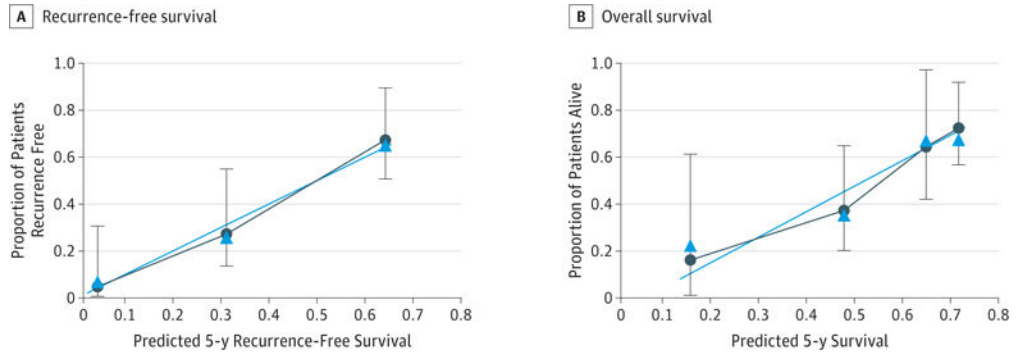 A Recurrence-free survival
Proportion of Patients
Recurrence Free
1.0
0.8
0.6
0.4
0.2
0
0 0.1 0.2 0.3 0.4 0.5 0.6 0.7 0.8
Predicted 5-y Recurrence-Free Survival
B Overall survival
Proportion of Patients Alive
1.0
0.8
0.6
0.4
0.2
0
0 0.1 0.2 0.3 0.4 0.5 0.6 0.7 0.8
Predicted 5-y Survival